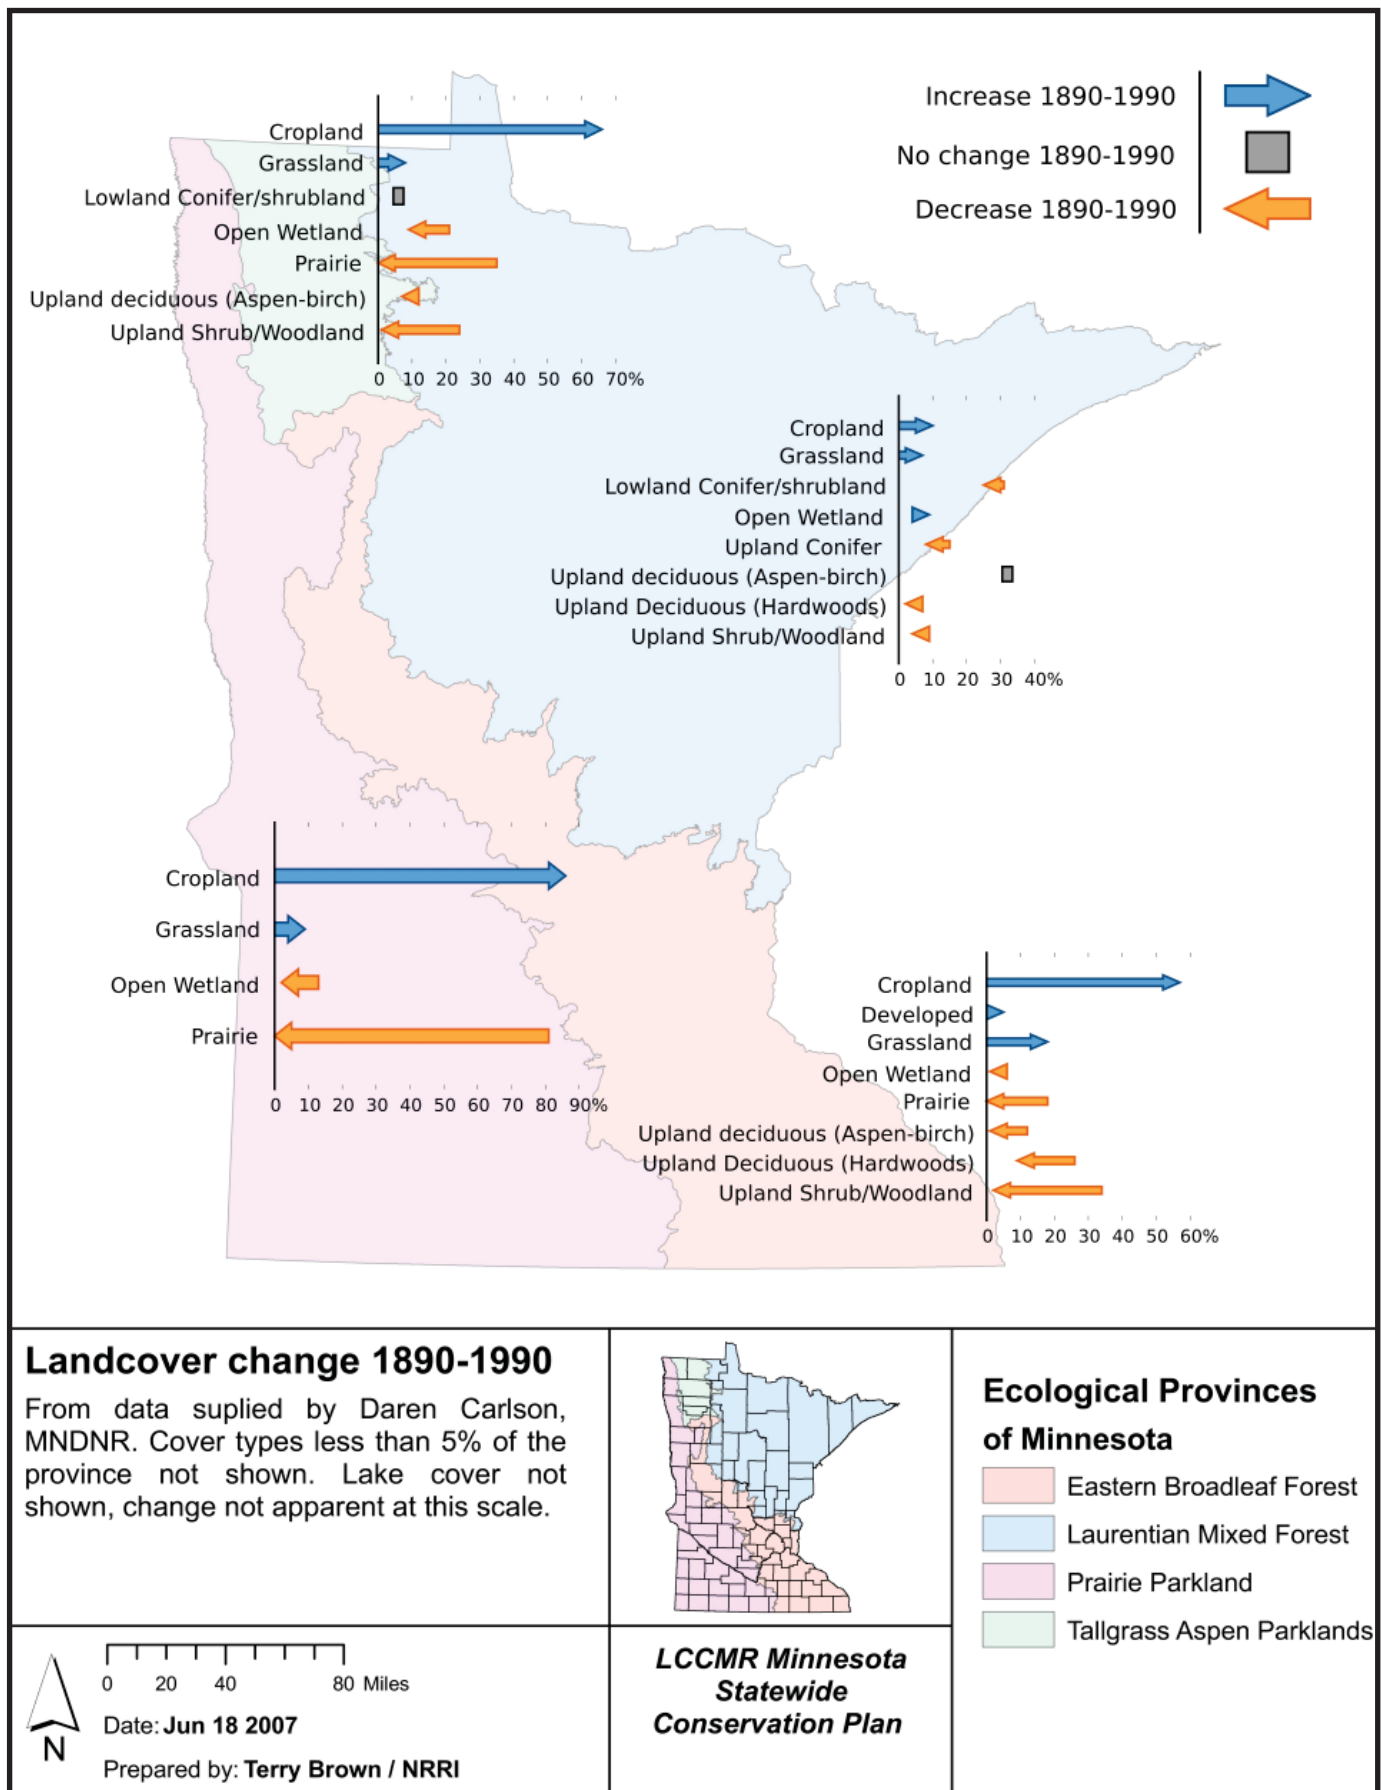 Increase 1890-1990
No change 1890-1990
Decrease 1890-1990
Cropland
Grassland
Lowland Conifer/shrubland
Open Wetland
Prairie
Upland deciduous (Aspen-birch)
Upland Shrub/Woodland
0 10 20 30 40 50 60 70%
Cropland
Grassland
Lowland Conifer/shrubland
Open Wetland
Upland Conifer
Upland deciduous (Aspen-birch)
Upland Deciduous (Hardwoods)
Upland Shrub/Woodland
0 10 20 30 40%
Cropland
Grassland
Open Wetland
Prairie
0 10 20 30 40 50 60 70 80 90%
Cropland
Developed
Grassland
Open Wetland
Prairie
Upland deciduous (Aspen-birch)
Upland Deciduous (Hardwoods)
Upland Shrub/Woodland
0 10 20 30 40 50 60%
Landcover change 1890-1990
From data suplied by Daren Carlson,
MNDNR. Cover types less than 5% of the
province not shown. Lake cover not
shown, change not apparent at this scale.
0 20 40 80 Miles
N
Date: Jun 18 2007
Prepared by: Terry Brown / NRRI
LCCMR Minnesota
Statewide
Conservation Plan
Ecological Provinces
of Minnesota
Eastern Broadleaf Forest
Laurentian Mixed Forest
Prairie Parkland
Tallgrass Aspen Parklands